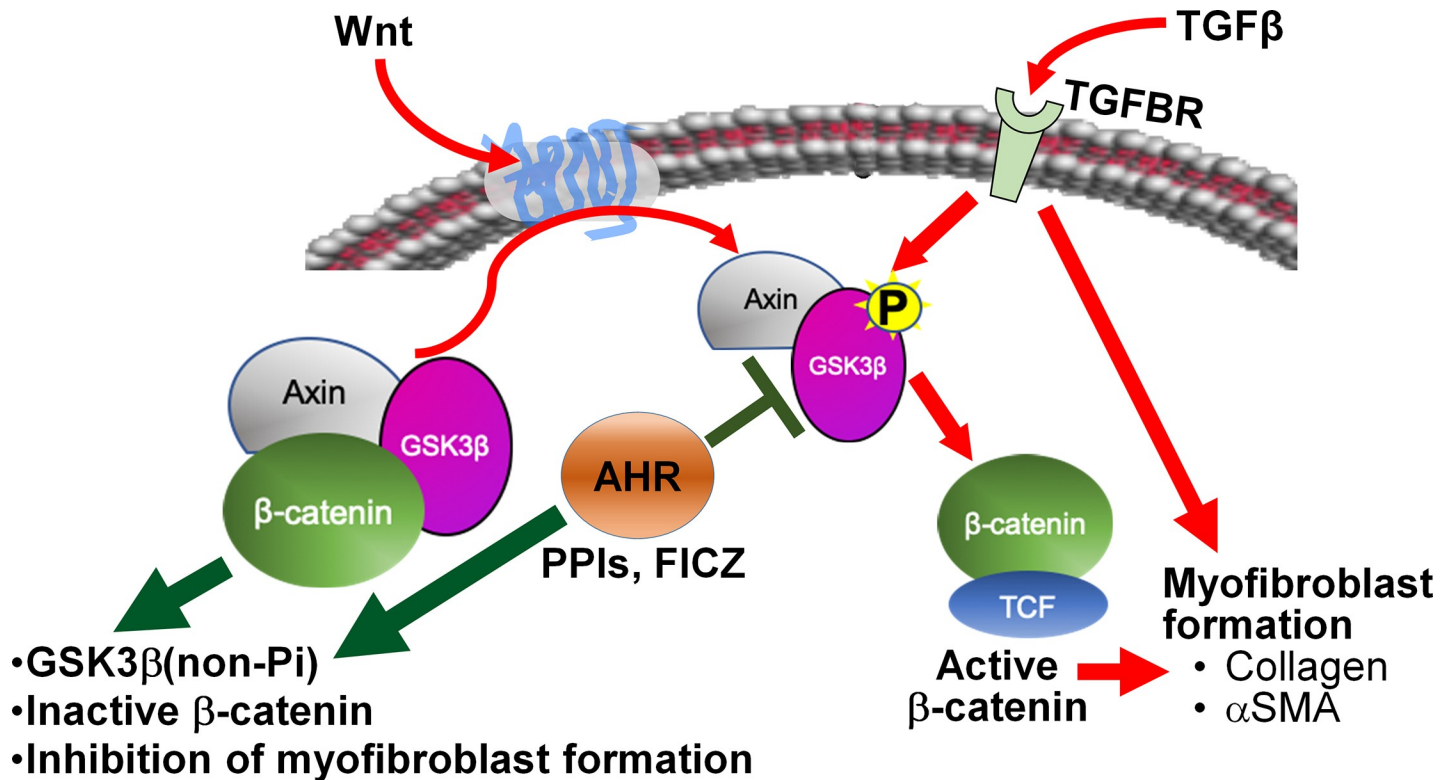 Wnt
TGFβ
TGFBR
Axin
P
GSK3β
Axin
GSK3β
β-catenin
AHR
PPIs, FICZ
β-catenin
TCF
Active
β-catenin
Myofibroblast
formation
• Collagen
• αSMA
•GSK3β(non-Pi)
•Inactive β-catenin
•Inhibition of myofibroblast formation